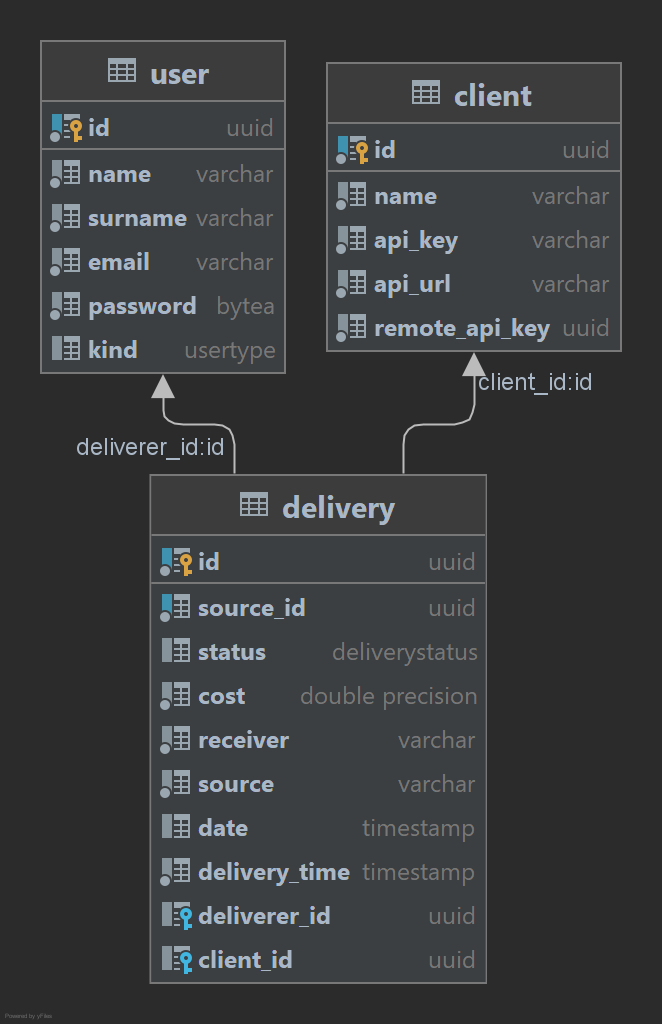 user
id uuid
name varchar
surname varchar
email varchar
password bytea
kind usertype
client
id uuid
name varchar
api_key varchar
api_url varchar
remote_api_key uuid
client_id:id
deliverer_id:id
delivery
id uuid
source_id uuid
status deliverystatus
cost double precision
receiver varchar
source varchar
date timestamp
delivery_time timestamp
deliverer_id uuid
client_id uuid
Powered by yFiles